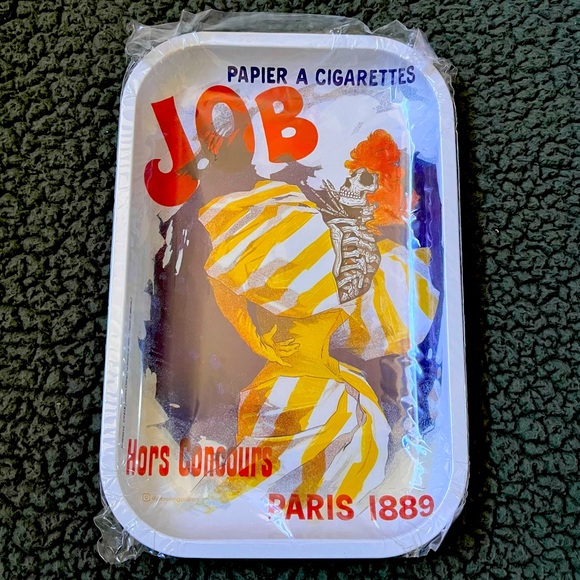 PAPIER A CIGARETTES
JOB
Hors Concours
PARIS 1889